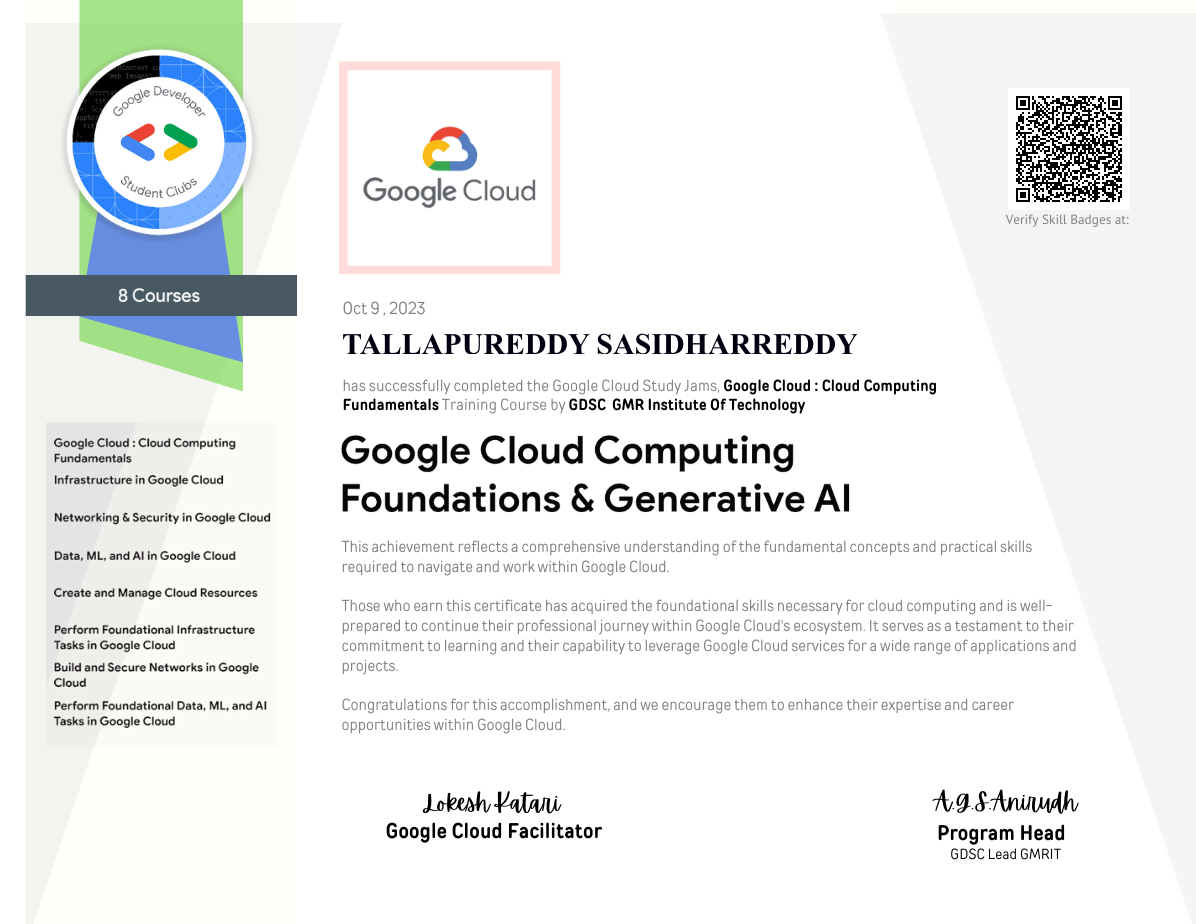 Google Developer
Student Clubs
8 Courses
Google Cloud : Cloud Computing
Fundamentals
Infrastructure in Google Cloud
Networking & Security in Google Cloud
Data, ML, and AI in Google Cloud
Create and Manage Cloud Resources
Perform Foundational Infrastructure
Tasks in Google Cloud
Build and Secure Networks in Google
Cloud
Perform Foundational Data, ML, and AI
Tasks in Google Cloud
Google Cloud
Verify Skill Badges at:
Oct 9 , 2023
TALLAPUREDDY SASIDHARREDDY
has successfully completed the Google Cloud Study Jams, Google Cloud : Cloud Computing
Fundamentals Training Course by GDSC GMR Institute Of Technology
Google Cloud Computing
Foundations & Generative AI
This achievement reflects a comprehensive understanding of the fundamental concepts and practical skills
required to navigate and work within Google Cloud.
Those who earn this certificate has acquired the foundational skills necessary for cloud computing and is well-
prepared to continue their professional journey within Google Cloud's ecosystem. It serves as a testament to their
commitment to learning and their capability to leverage Google Cloud services for a wide range of applications and
projects.
Congratulations for this accomplishment, and we encourage them to enhance their expertise and career
opportunities within Google Cloud.
Lokesh Katari
Google Cloud Facilitator
A.g.S.Anirudh
Program Head
GDSC Lead GMRIT